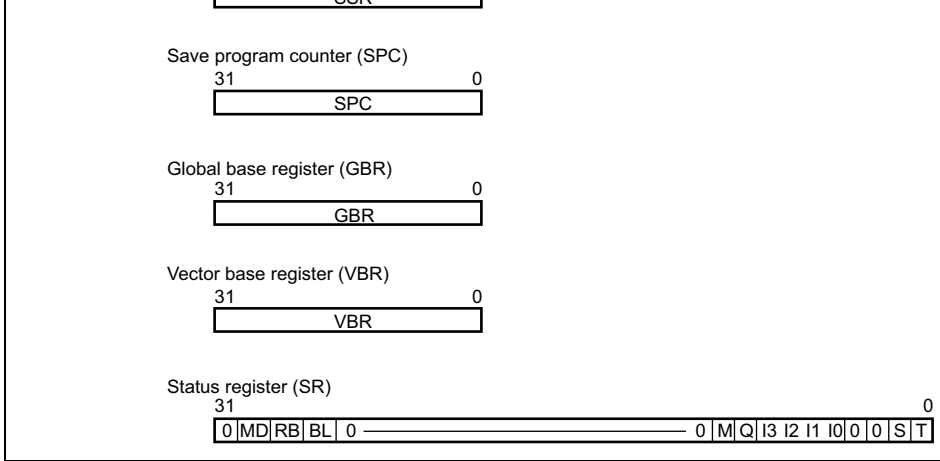 SSR
Save program counter (SPC)
31 0
SPC
Global base register (GBR)
31 0
GBR
Vector base register (VBR)
31 0
VBR
Status register (SR)
31 0
0 MD RB BL 0 0 M Q I3 I2 I1 I0 0 0 S T